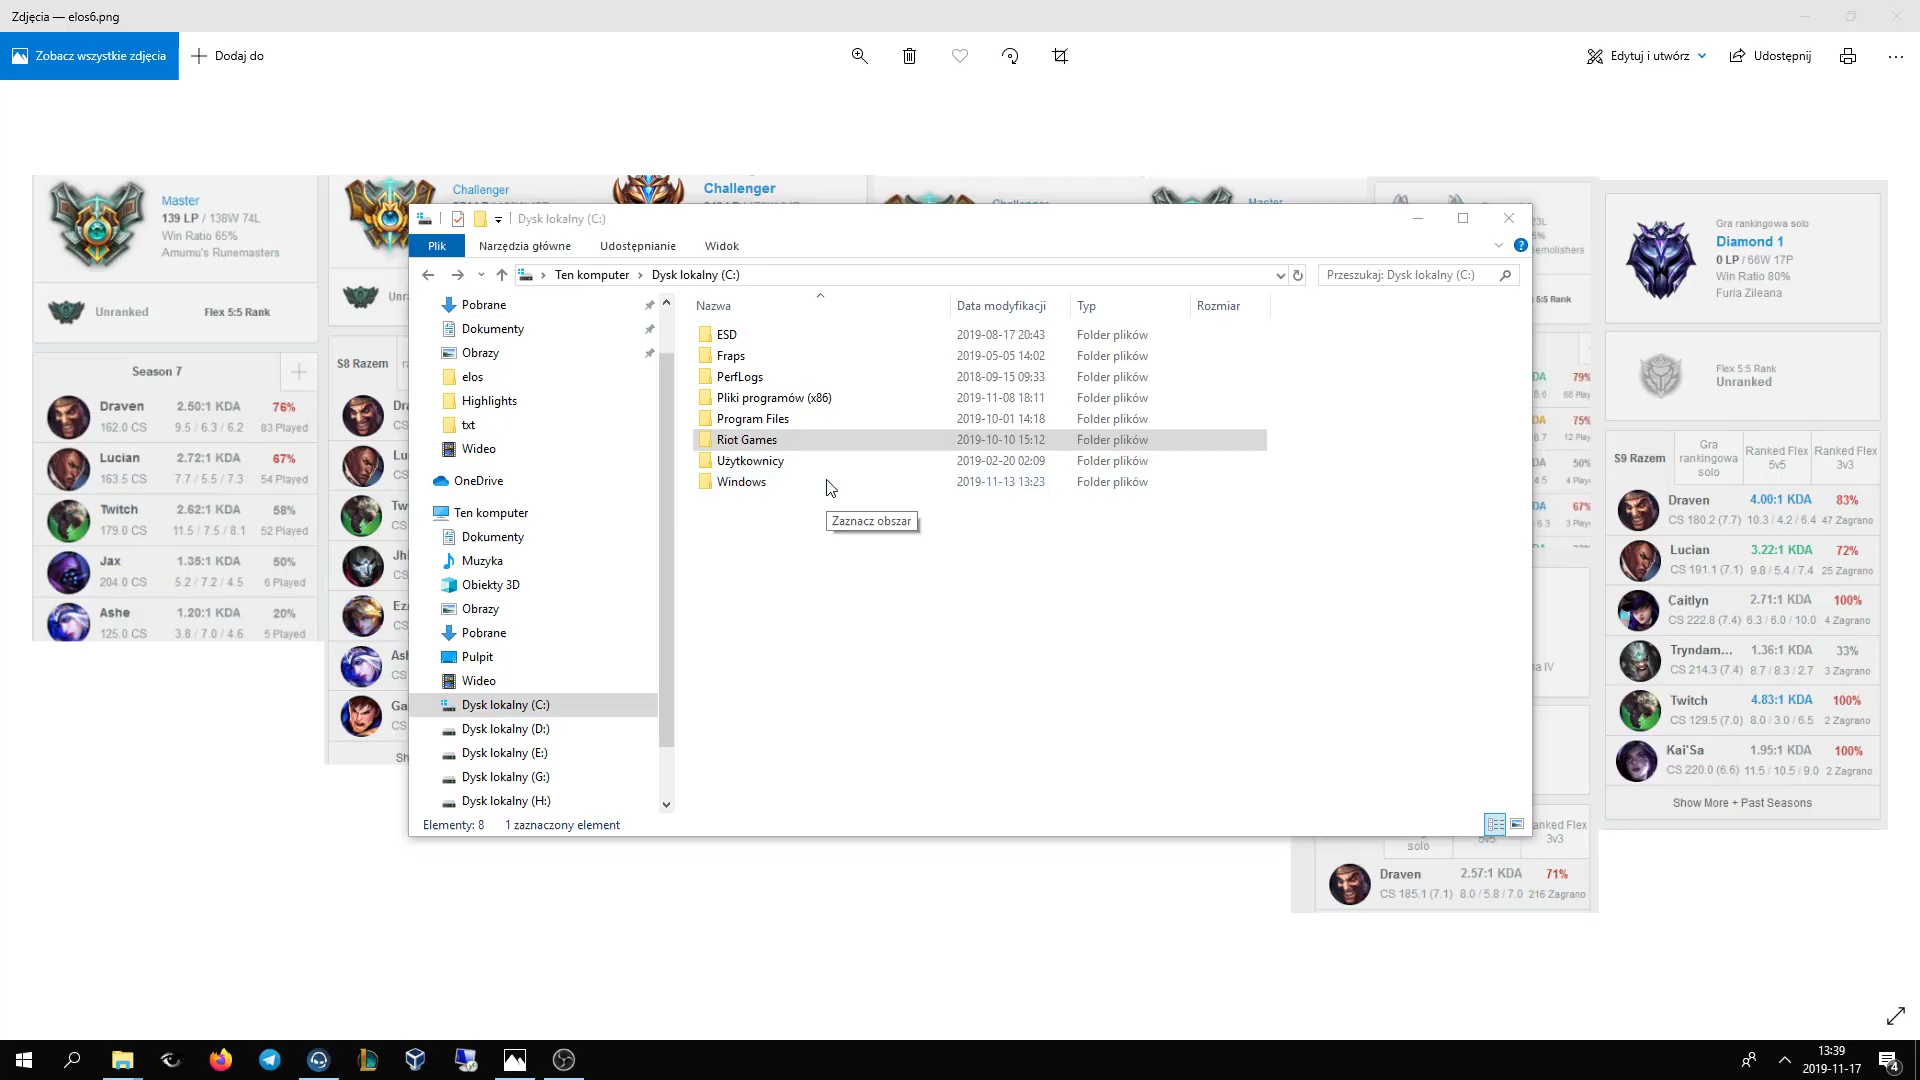 Zdjęcia — elos6.png
Zobacz wszystkie zdjęcia
Dodaj do
Edytuj i utwórz
Udostępnij
Master
139 LP / 138W 74L
Win Ratio 65%
Amumu's Runemasters
Unranked
Flex 5:5 Rank
Season 7
Draven 2.50:1 KDA 76%
162.0 CS 9.5 / 6.3 / 6.2 83 Played
Lucian 2.72:1 KDA 67%
163.5 CS 7.7 / 5.5 / 7.3 54 Played
Twitch 2.62:1 KDA 58%
179.0 CS 11.5 / 7.5 / 8.1 52 Played
Jax 1.35:1 KDA 50%
204.0 CS 5.2 / 7.2 / 4.5 6 Played
Ashe 1.20:1 KDA 20%
125.0 CS 3.8 / 7.0 / 4.6 5 Played
Challenger
Challenger
Challenger
Master
S8 Razem
Dysk lokalny (C:)
Plik
Narzędzia główne
Udostępnianie
Widok
Ten komputer
Dysk lokalny (C:)
Przeszukaj: Dysk lokalny (C:)
Pobrane
Dokumenty
Obrazy
elos
Highlights
txt
Wideo
OneDrive
Ten komputer
Dokumenty
Muzyka
Obiekty 3D
Obrazy
Pobrane
Pulpit
Wideo
Dysk lokalny (C:)
Dysk lokalny (D:)
Dysk lokalny (E:)
Dysk lokalny (G:)
Dysk lokalny (H:)
Nazwa Data modyfikacji Typ Rozmiar
ESD 2019-08-17 20:43 Folder plików
Fraps 2019-05-05 14:02 Folder plików
PerfLogs 2018-09-15 09:33 Folder plików
Pliki programów (x86) 2019-11-08 18:11 Folder plików
Program Files 2019-10-01 14:18 Folder plików
Riot Games 2019-10-10 15:12 Folder plików
Użytkownicy 2019-02-20 02:09 Folder plików
Windows 2019-11-13 13:23 Folder plików
Zaznacz obszar
Elementy: 8
1 zaznaczony element
79%
75%
50%
67%
solo
3v3
Draven 2.57:1 KDA 71%
CS 185.1 (7.1) 8.0 / 5.8 / 7.0 216 Zagrano
Gra rankingowa solo
Diamond 1
0 LP / 66W 17P
Win Ratio 80%
Furia Zileana
Flex 5:5 Rank
Unranked
S9 Razem
Gra rankingowa solo
Ranked Flex 5v5
Ranked Flex 3v3
Draven 4.00:1 KDA 83%
CS 180.2 (7.7) 10.3 / 4.2 / 6.4 47 Zagrano
Lucian 3.22:1 KDA 72%
CS 191.1 (7.1) 9.8 / 5.4 / 7.4 25 Zagrano
Caitlyn 2.71:1 KDA 100%
CS 222.8 (7.4) 6.3 / 6.0 / 10.0 4 Zagrano
Tryndam... 1.36:1 KDA 33%
CS 214.3 (7.4) 8.7 / 8.3 / 2.7 3 Zagrano
Twitch 4.83:1 KDA 100%
CS 129.5 (7.0) 8.0 / 3.0 / 6.5 2 Zagrano
Kai'Sa 1.95:1 KDA 100%
CS 220.0 (6.6) 11.5 / 10.5 / 9.0 2 Zagrano
Show More + Past Seasons
13:39
2019-11-17
4